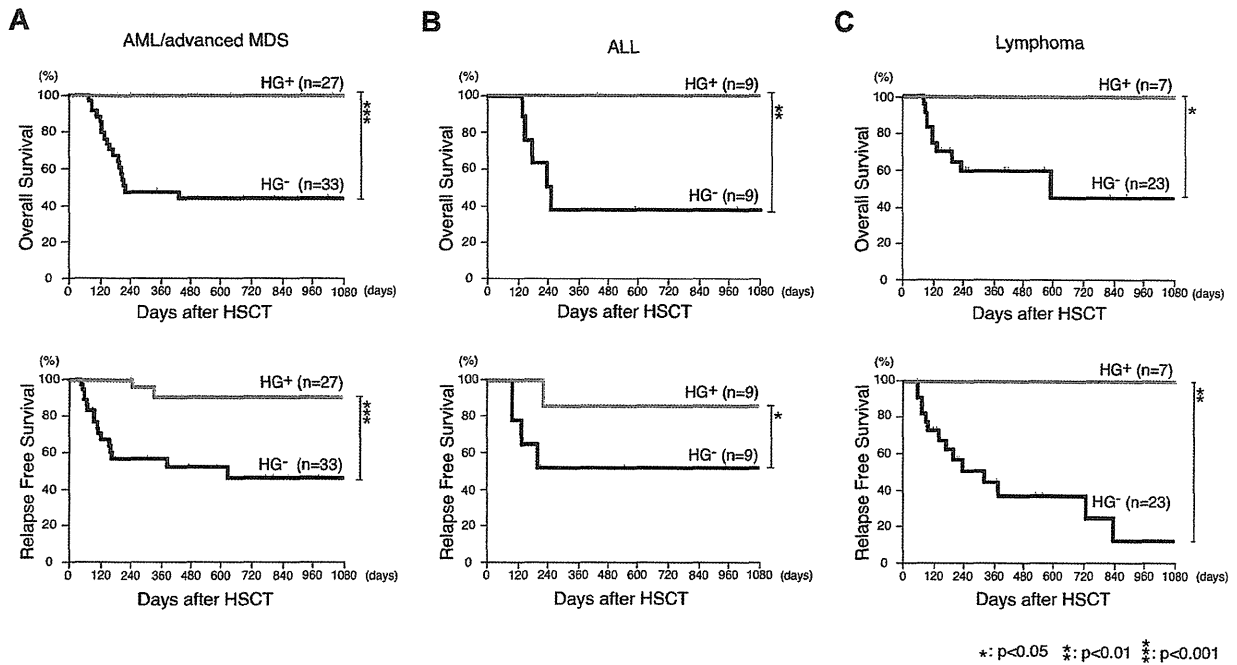 A
AML/advanced MDS
(%)
100
80
60
40
20
0
Overall Survival
HG+ (n=27)
HG- (n=33)
***
0 120 240 360 480 600 720 840 960 1080 (days)
Days after HSCT
(%)
100
80
60
40
20
0
Relapse Free Survival
HG+ (n=27)
HG- (n=33)
***
0 120 240 360 480 600 720 840 960 1080 (days)
Days after HSCT
B
ALL
(%)
100
80
60
40
20
0
Overall Survival
HG+ (n=9)
HG- (n=9)
**
0 120 240 360 480 600 720 840 960 1080 (days)
Days after HSCT
(%)
100
80
60
40
20
0
Relapse Free Survival
HG+ (n=9)
HG- (n=9)
*
0 120 240 360 480 600 720 840 960 1080 (days)
Days after HSCT
C
Lymphoma
(%)
100
80
60
40
20
0
Overall Survival
HG+ (n=7)
HG- (n=23)
*
0 120 240 360 480 600 720 840 960 1080 (days)
Days after HSCT
(%)
100
80
60
40
20
0
Relapse Free Survival
HG+ (n=7)
HG- (n=23)
**
0 120 240 360 480 600 720 840 960 1080 (days)
Days after HSCT
*: p<0.05 **: p<0.01 ***: p<0.001